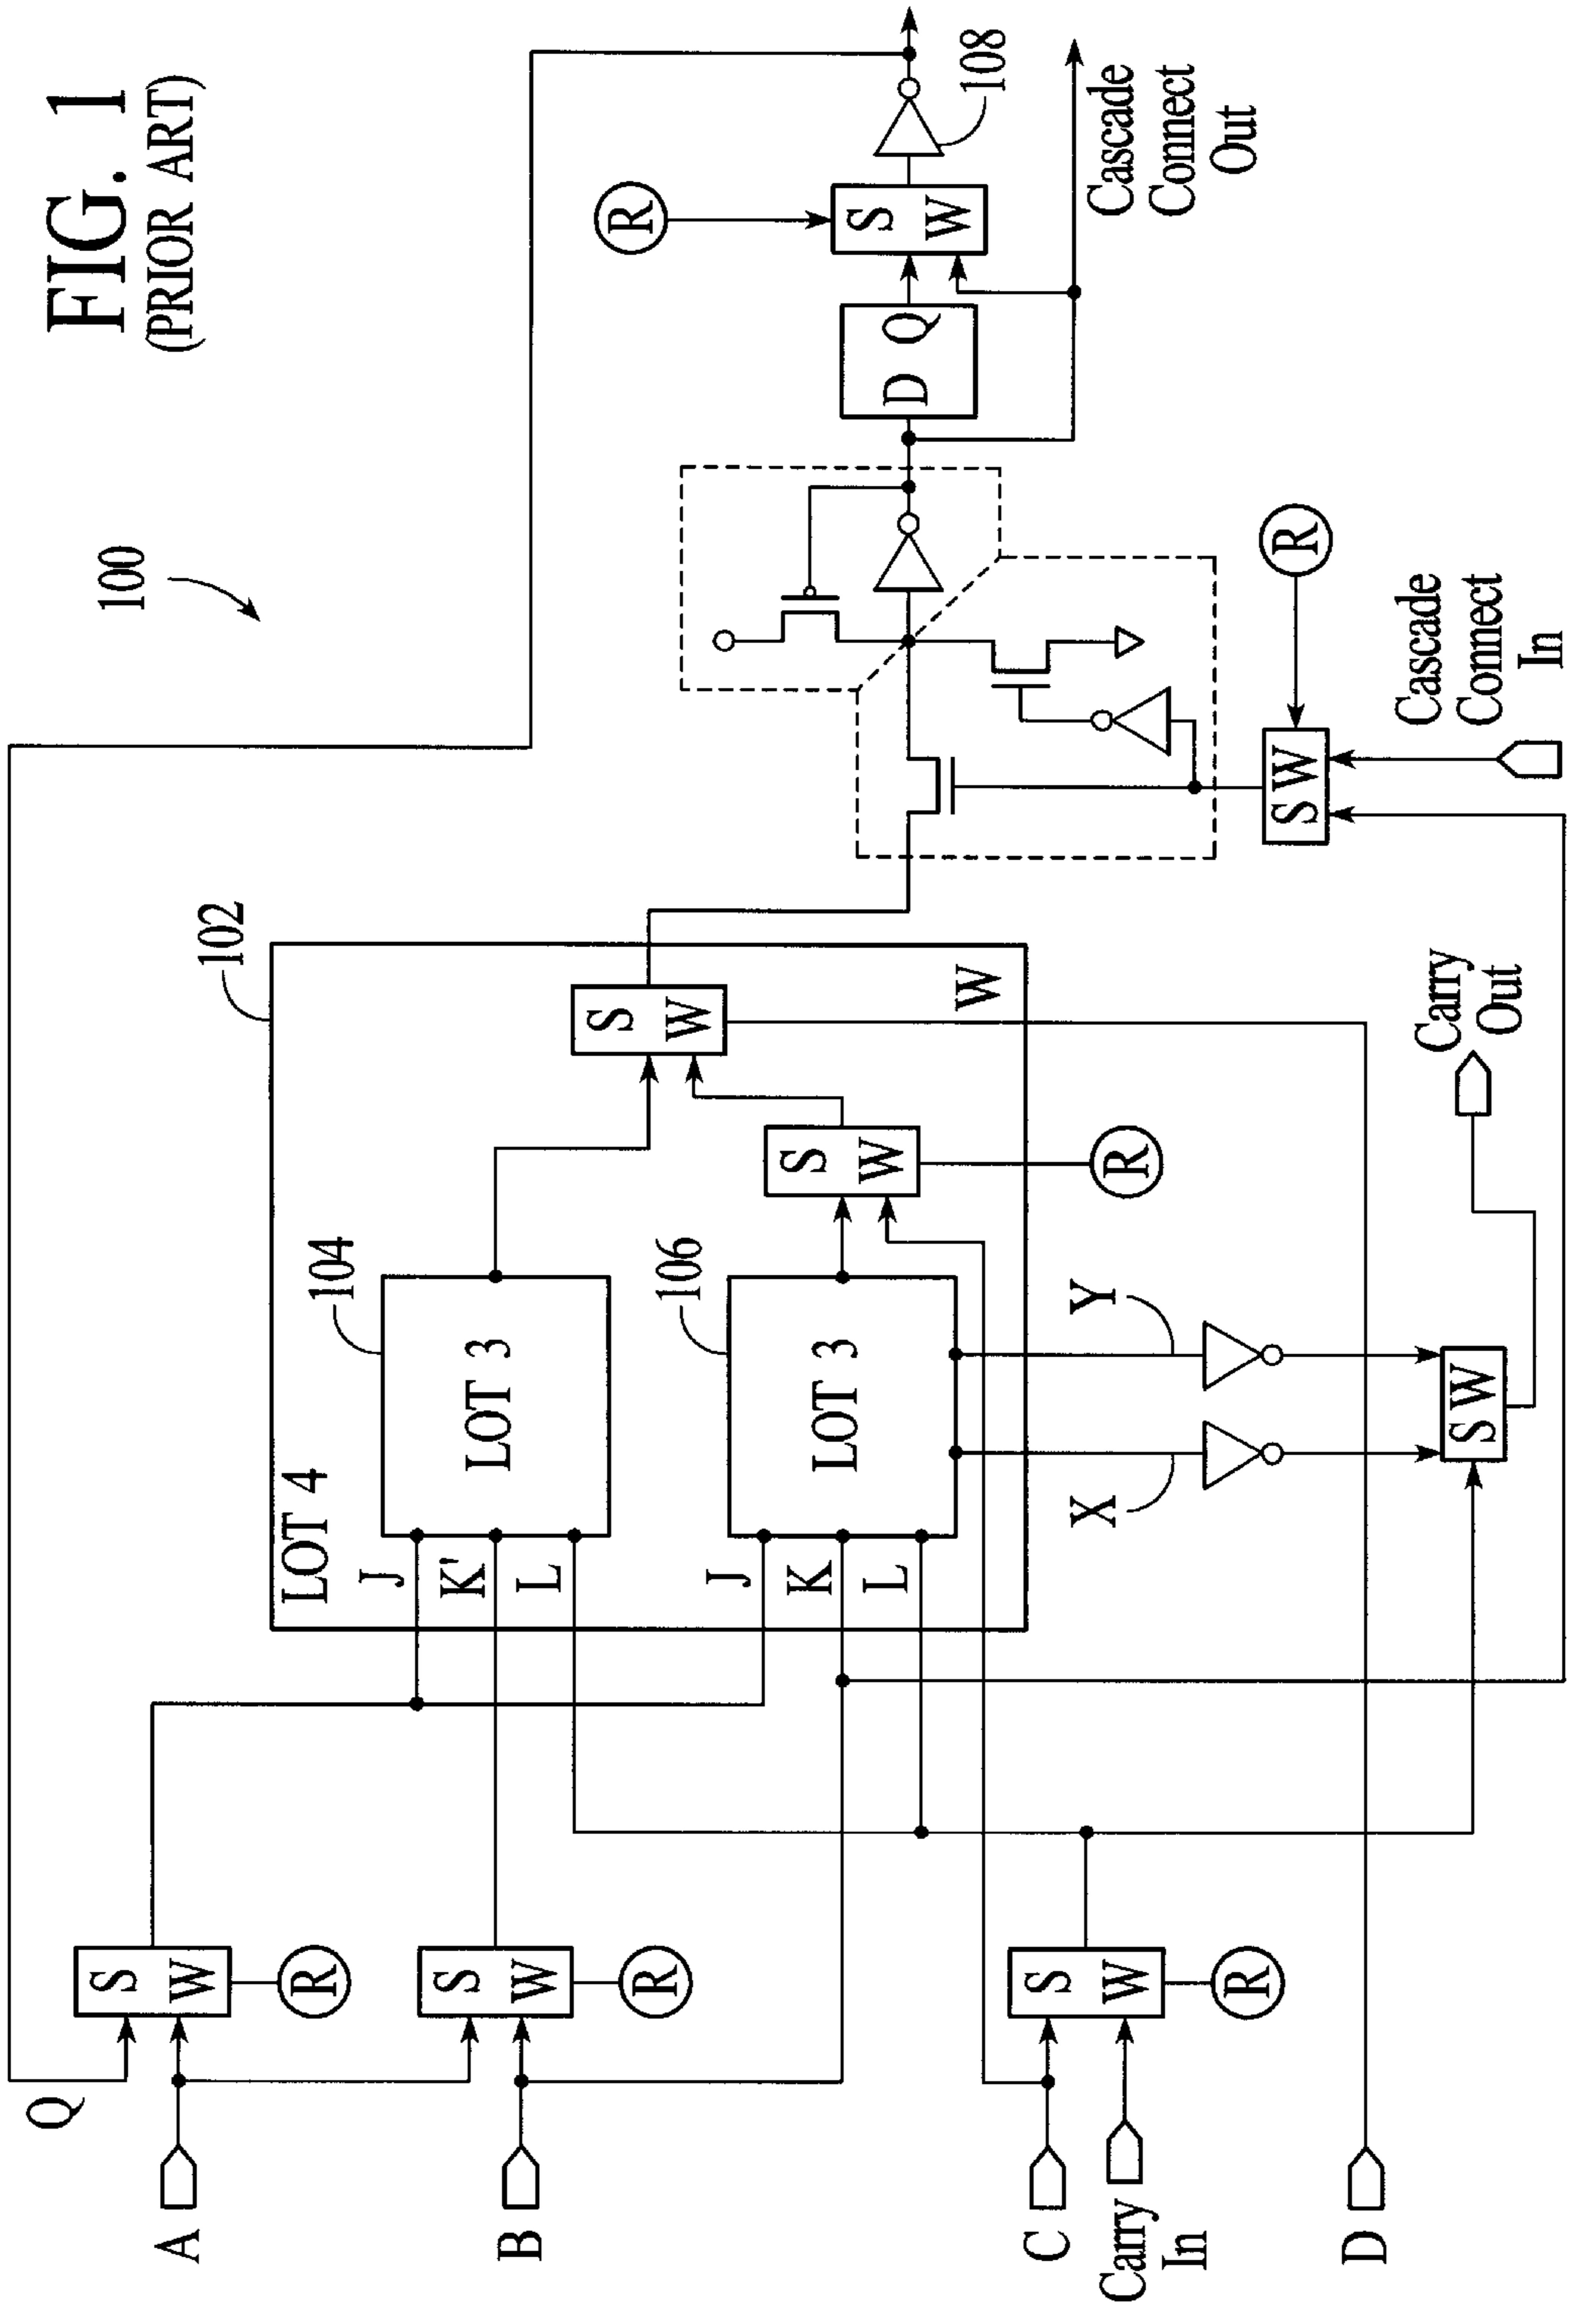 FIG. 1
(PRIOR ART)
100
Q
A
S
W
R
B
S
W
R
C
Carry
In
S
W
R
D
LOT 4
102
J
K'
L
LOT 3
104
J
K
L
LOT 3
106
S
W
R
S
W
W
X
Y
S W
Carry
Out
S W
R
Cascade
Connect
In
D Q
R
S
W
108
Cascade
Connect
Out